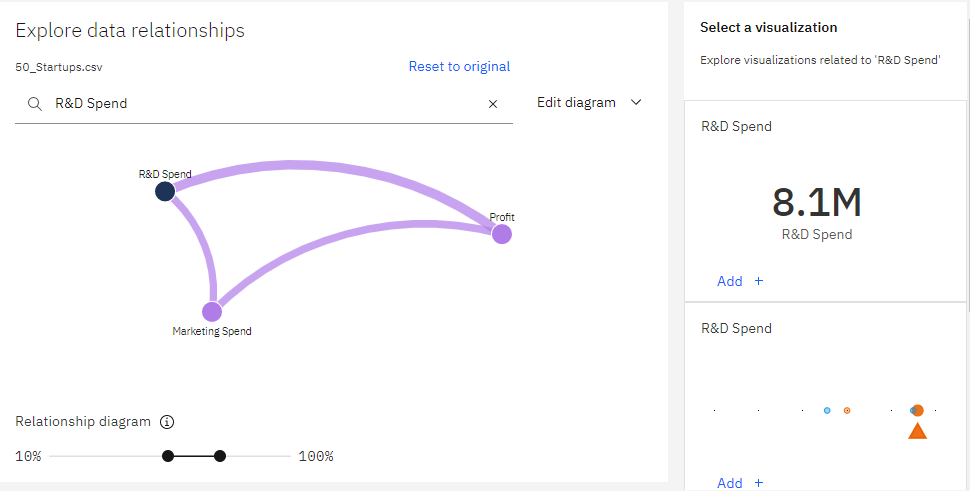 Explore data relationships
50_Startups.csv
Reset to original
R&D Spend
Edit diagram
R&D Spend
Profit
Marketing Spend
Relationship diagram
10%
100%
Select a visualization
Explore visualizations related to 'R&D Spend'
R&D Spend
8.1M
R&D Spend
Add +
R&D Spend
Add +